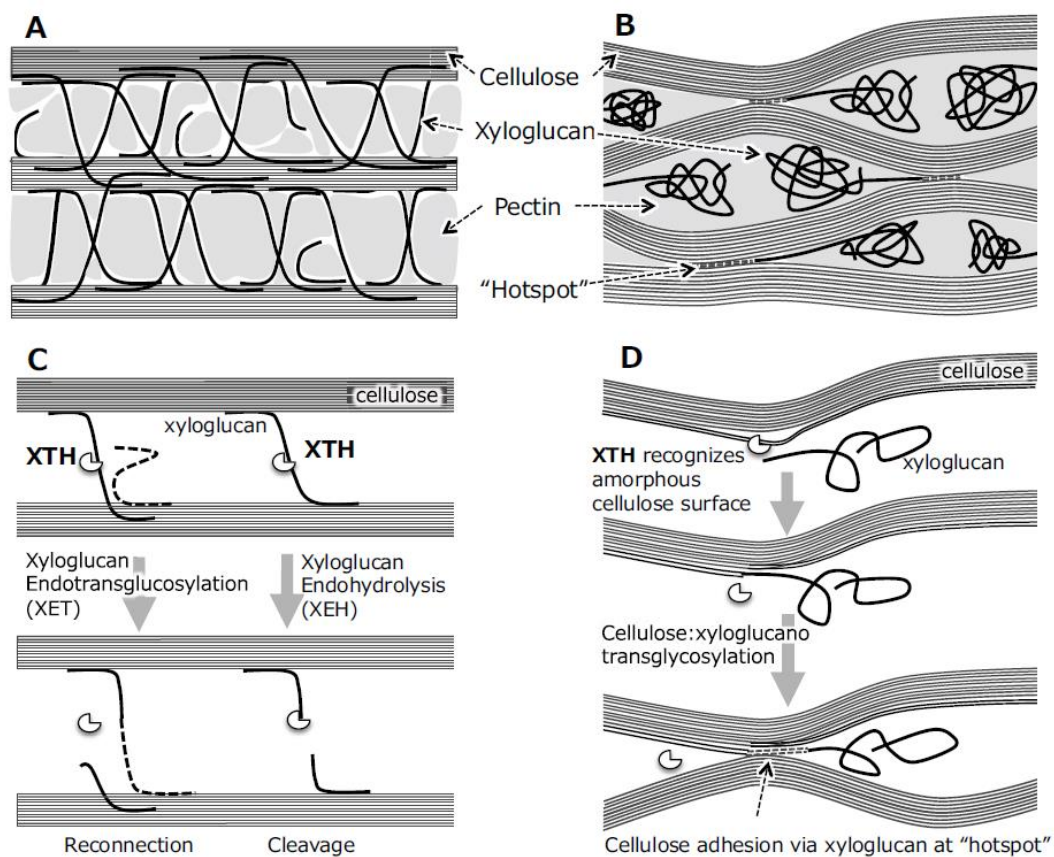 A
B
Cellulose
Xyloglucan
Pectin
"Hotspot"
C
cellulose
xyloglucan
XTH
XTH
Xyloglucan
Endotransglucosylation
(XET)
Xyloglucan
Endohydrolysis
(XEH)
Reconnection
Cleavage
D
cellulose
XTH recognizes
amorphous
cellulose surface
xyloglucan
Cellulose:xyloglucano
transglycosylation
Cellulose adhesion via xyloglucan at "hotspot"